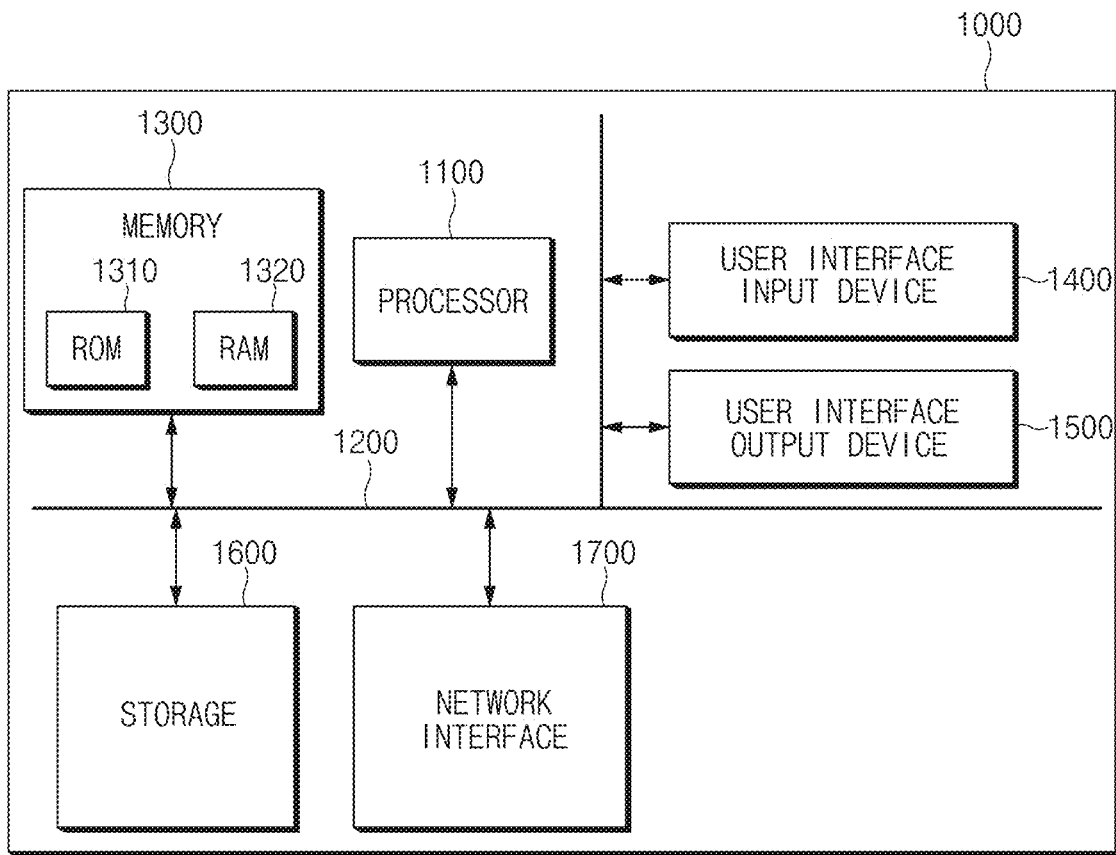 1000
1300
MEMORY
1310
1320
ROM
RAM
1100
PROCESSOR
USER INTERFACE
INPUT DEVICE
1400
USER INTERFACE
OUTPUT DEVICE
1500
1200
1600
STORAGE
1700
NETWORK
INTERFACE